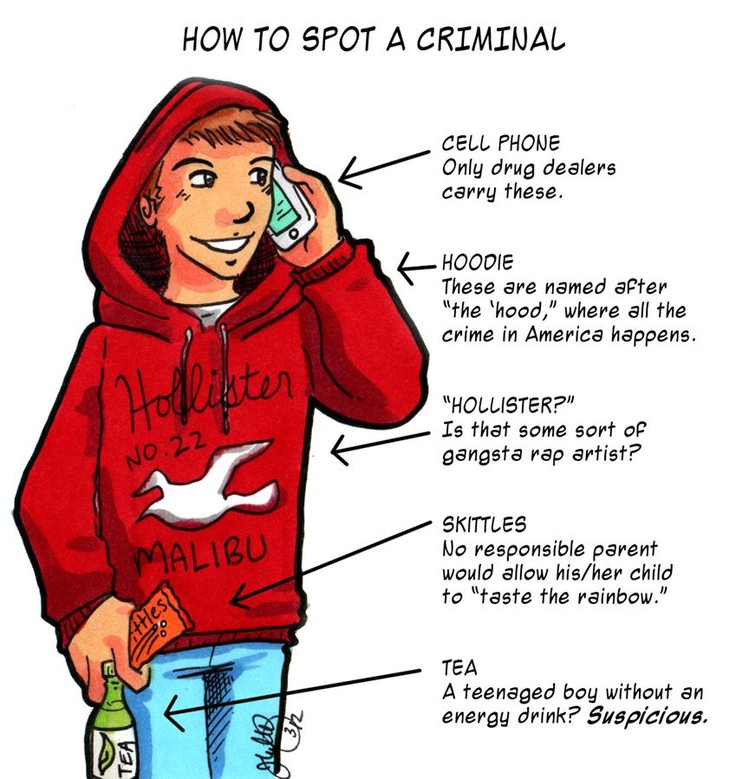 HOW TO SPOT A CRIMINAL
CELL PHONE
Only drug dealers
carry these.
HOODIE
These are named after
"the 'hood," where all the
crime in America happens.
"HOLLISTER?"
Is that some sort of
gangsta rap artist?
SKITTLES
No responsible parent
would allow his/her child
to "taste the rainbow."
TEA
A teenaged boy without an
energy drink? Suspicious.
Hollister
NO.22
MALIBU
ittles
TEA
3/12